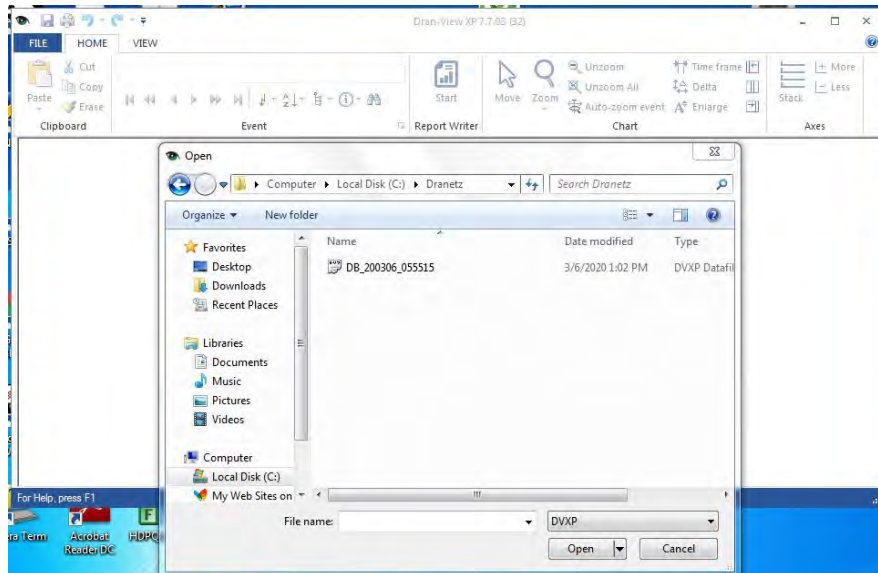 Dran-View XP 7.7.03 (32)
FILE HOME VIEW
Paste
Cut
Copy
Erase
Clipboard
Event
Start
Report Writer
Move
Zoom
Unzoom
Unzoom All
Auto-zoom event
Time frame
Delta
Enlarge
Chart
Stack
More
Less
Axes
Open
Computer Local Disk (C:) Dranetz
Search Dranetz
Organize New folder
Favorites
Desktop
Downloads
Recent Places
Libraries
Documents
Music
Pictures
Videos
Computer
Local Disk (C:)
My Web Sites on
Name Date modified Type
DB_200306_055515 3/6/2020 1:02 PM DVXP Datafil
File name:
DVXP
Open Cancel
For Help, press F1
era Term
Acrobat
Reader DC